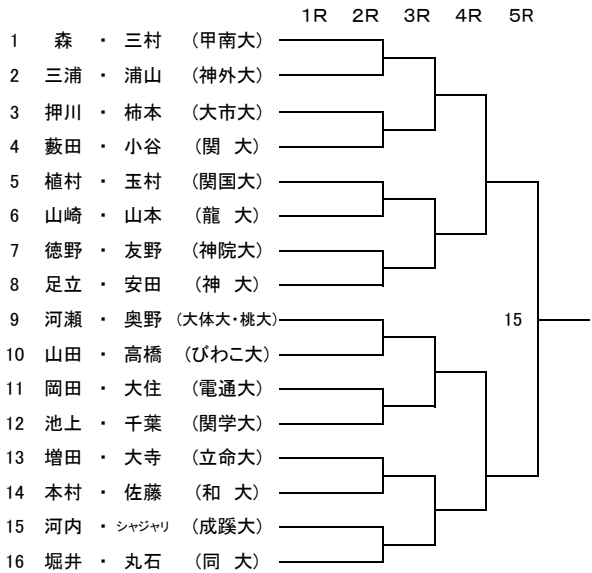 1R 2R 3R 4R 5R
1 森 ・ 三村 (甲南大)
2 三浦 ・ 浦山 (神外大)
3 押川 ・ 柿本 (大市大)
4 藪田 ・ 小谷 (関 大)
5 植村 ・ 玉村 (関国大)
6 山崎 ・ 山本 (龍 大)
7 徳野 ・ 友野 (神院大)
8 足立 ・ 安田 (神 大)
9 河瀬 ・ 奥野 (大体大・桃大) 15
10 山田 ・ 高橋 (びわこ大)
11 岡田 ・ 大住 (電通大)
12 池上 ・ 千葉 (関学大)
13 増田 ・ 大寺 (立命大)
14 本村 ・ 佐藤 (和 大)
15 河内 ・ シャジャリ (成蹊大)
16 堀井 ・ 丸石 (同 大)